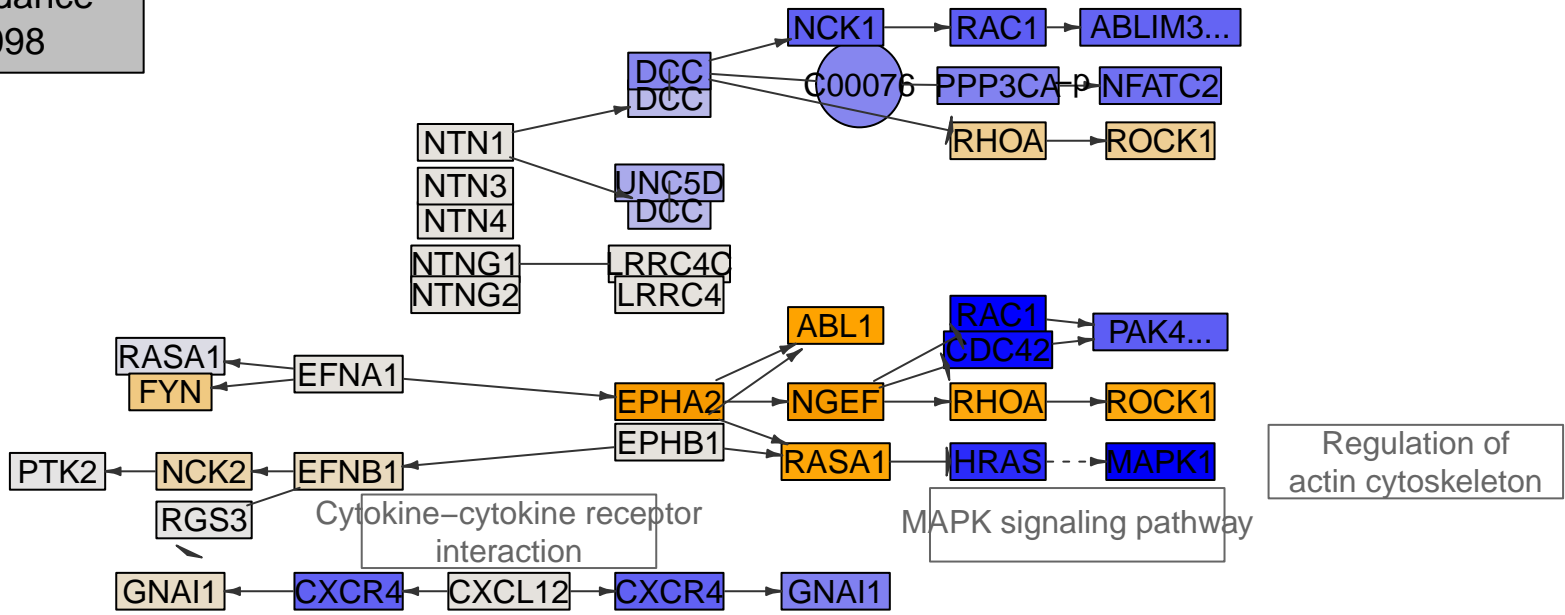 098
NCK1
RAC1
ABLIM3...
DCC
DCC
C00076
PPP3CA
–p
NFATC2
NTN1
RHOA
ROCK1
NTN3
UNC5D
NTN4
DCC
NTNG1
LRRC4C
NTNG2
LRRC4
RAC1
ABL1
PAK4...
CDC42
RASA1
EFNA1
FYN
EPHA2
NGEF
RHOA
ROCK1
EPHB1
PTK2
NCK2
EFNB1
RASA1
HRAS
MAPK1
Regulation of
actin cytoskeleton
RGS3
Cytokine–cytokine receptor
interaction
MAPK signaling pathway
GNAI1
CXCR4
CXCL12
CXCR4
GNAI1